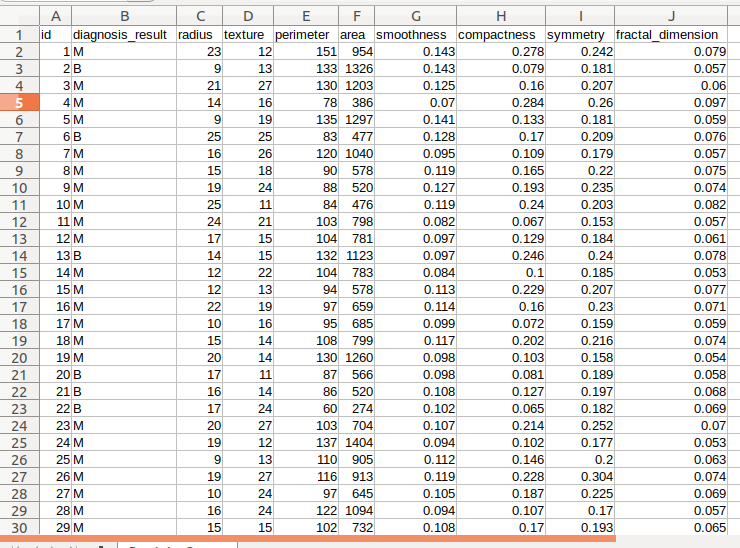 A B C D E F G H I J
1 id diagnosis_result radius texture perimeter area smoothness compactness symmetry fractal_dimension
2 1 M 23 12 151 954 0.143 0.278 0.242 0.079
3 2 B 9 13 133 1326 0.143 0.079 0.181 0.057
4 3 M 21 27 130 1203 0.125 0.16 0.207 0.06
5 4 M 14 16 78 386 0.07 0.284 0.26 0.097
6 5 M 9 19 135 1297 0.141 0.133 0.181 0.059
7 6 B 25 25 83 477 0.128 0.17 0.209 0.076
8 7 M 16 26 120 1040 0.095 0.109 0.179 0.057
9 8 M 15 18 90 578 0.119 0.165 0.22 0.075
10 9 M 19 24 88 520 0.127 0.193 0.235 0.074
11 10 M 25 11 84 476 0.119 0.24 0.203 0.082
12 11 M 24 21 103 798 0.082 0.067 0.153 0.057
13 12 M 17 15 104 781 0.097 0.129 0.184 0.061
14 13 B 14 15 132 1123 0.097 0.246 0.24 0.078
15 14 M 12 22 104 783 0.084 0.1 0.185 0.053
16 15 M 12 13 94 578 0.113 0.229 0.207 0.077
17 16 M 22 19 97 659 0.114 0.16 0.23 0.071
18 17 M 10 16 95 685 0.099 0.072 0.159 0.059
19 18 M 15 14 108 799 0.117 0.202 0.216 0.074
20 19 M 20 14 130 1260 0.098 0.103 0.158 0.054
21 20 B 17 11 87 566 0.098 0.081 0.189 0.058
22 21 B 16 14 86 520 0.108 0.127 0.197 0.068
23 22 B 17 24 60 274 0.102 0.065 0.182 0.069
24 23 M 20 27 103 704 0.107 0.214 0.252 0.07
25 24 M 19 12 137 1404 0.094 0.102 0.177 0.053
26 25 M 9 13 110 905 0.112 0.146 0.2 0.063
27 26 M 19 27 116 913 0.119 0.228 0.304 0.074
28 27 M 10 24 97 645 0.105 0.187 0.225 0.069
29 28 M 16 24 122 1094 0.094 0.107 0.17 0.057
30 29 M 15 15 102 732 0.108 0.17 0.193 0.065